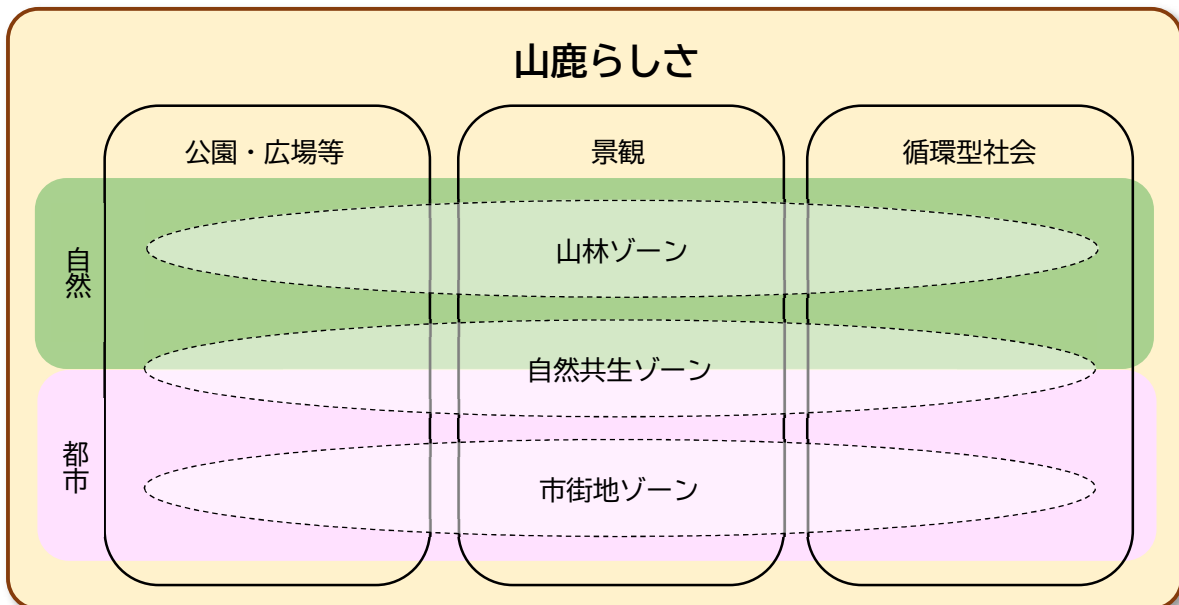 山鹿らしさ
公園・広場等
景観
循環型社会
自然
山林ゾーン
自然共生ゾーン
都市
市街地ゾーン